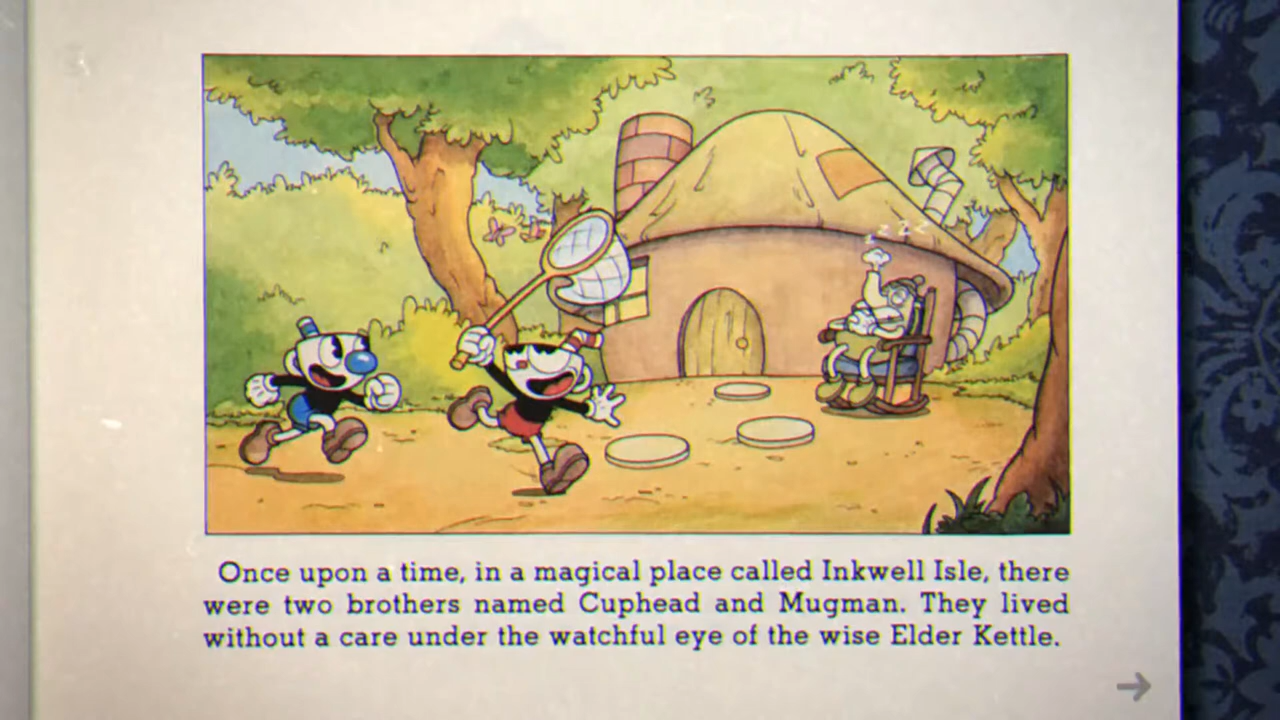 z z Z z
Once upon a time, in a magical place called Inkwell Isle, there
were two brothers named Cuphead and Mugman. They lived
without a care under the watchful eye of the wise Elder Kettle.